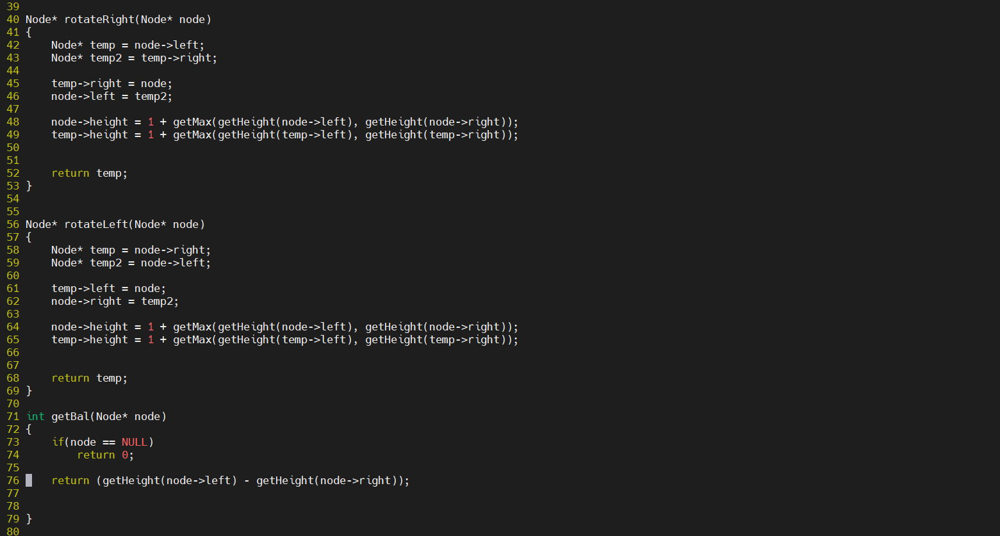 39
40 Node* rotateRight(Node* node)
41 {
42     Node* temp = node->left;
43     Node* temp2 = temp->right;
44
45     temp->right = node;
46     node->left = temp2;
47
48     node->height = 1 + getMax(getHeight(node->left), getHeight(node->right));
49     temp->height = 1 + getMax(getHeight(temp->left), getHeight(temp->right));
50
51
52     return temp;
53 }
54
55
56 Node* rotateLeft(Node* node)
57 {
58     Node* temp = node->right;
59     Node* temp2 = node->left;
60
61     temp->left = node;
62     node->right = temp2;
63
64     node->height = 1 + getMax(getHeight(node->left), getHeight(node->right));
65     temp->height = 1 + getMax(getHeight(temp->left), getHeight(temp->right));
66
67
68     return temp;
69 }
70
71 int getBal(Node* node)
72 {
73     if(node == NULL)
74         return 0;
75
76     return (getHeight(node->left) - getHeight(node->right));
77
78
79 }
80